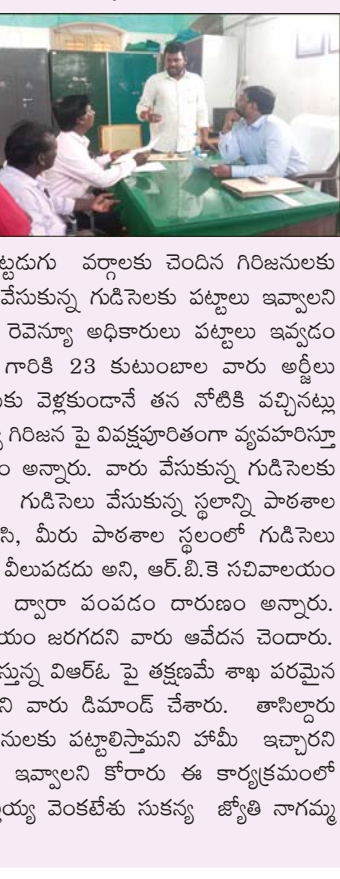 ట్టడుగు వర్గాలకు చెందిన గిరిజనులకు
వేసుకున్న గుడిసెలకు పట్టాలు ఇవ్వాలని
రెవెన్యూ అధికారులు పట్టాలు ఇవ్వడం
గారికి 23 కుటుంబాల వారు అర్జీలు
కు వెళ్లకుండానే తన నోటికి వచ్చినట్లు
గిరిజన పై వివక్షపూరితంగా వ్యవహరిస్తూ
ం అన్నారు. వారు వేసుకున్న గుడిసెలకు
గుడిసెలు వేసుకున్న స్థలాన్ని పాఠశాల
సి, మీరు పాఠశాల స్థలంలో గుడిసెలు
వీలుపడదు అని, ఆర్.బి.కె సచివాలయం
ద్వారా పంపడం దారుణం అన్నారు.
యం జరగదని వారు ఆవేదన చెందారు.
స్తున్న విఆర్ఓ పై తక్షణమే శాఖ పరమైన
ని వారు డిమాండ్ చేశారు. తాసిల్దారు
నులకు పట్టాలిస్తామని హామీ ఇచ్చారని
ఇవ్వాలని కోరారు ఈ కార్యక్రమంలో
య్య వెంకటేశు సుకన్య జ్యోతి నాగమ్మ